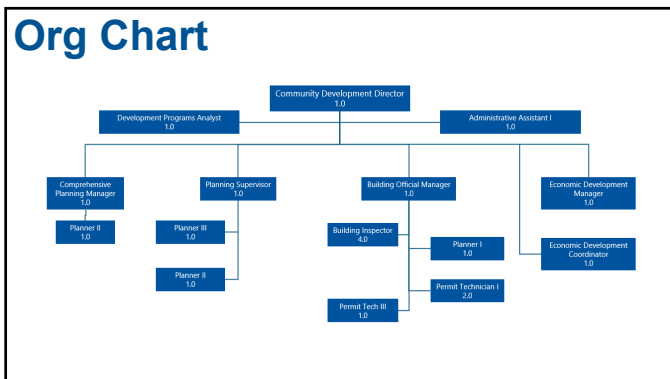 Org Chart
Community Development Director
1.0
Development Programs Analyst
1.0
Administrative Assistant I
1.0
Comprehensive
Planning Manager
1.0
Planner II
1.0
Planning Supervisor
1.0
Planner III
1.0
Planner II
1.0
Building Official Manager
1.0
Building Inspector
4.0
Planner I
1.0
Permit Technician I
2.0
Permit Tech III
1.0
Economic Development
Manager
1.0
Economic Development
Coordinator
1.0